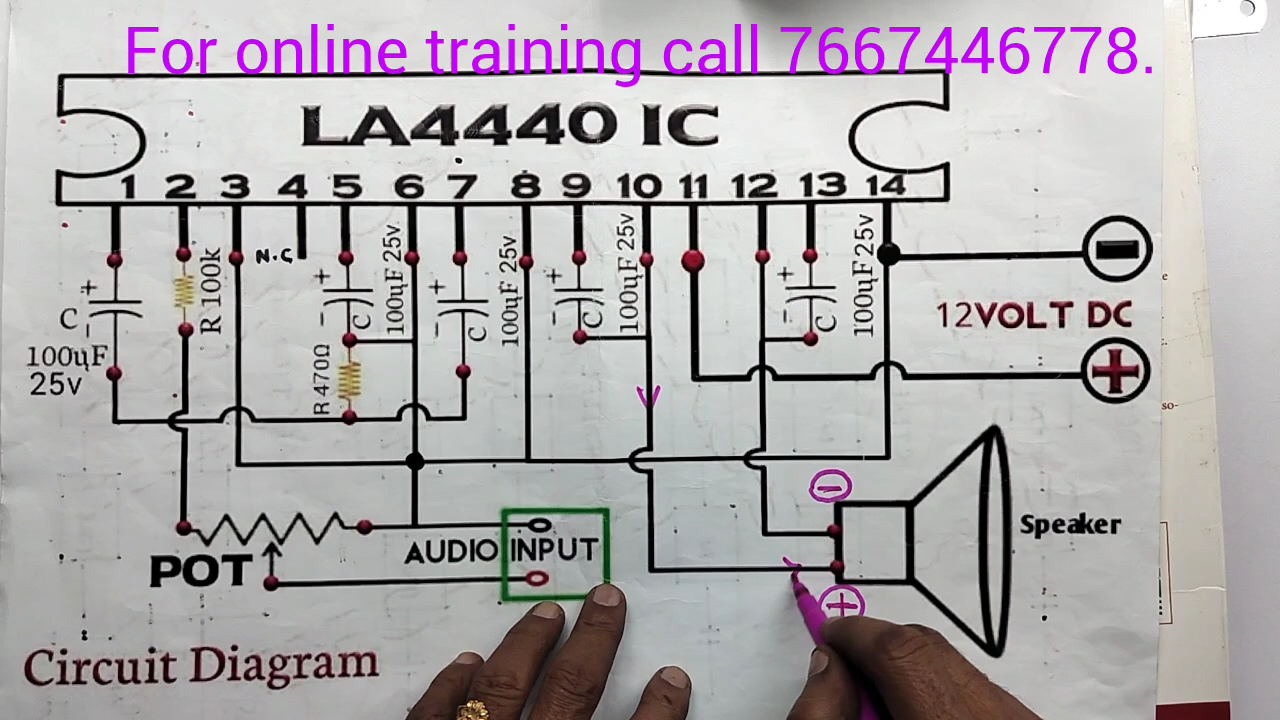 For online training call 7667446778.
LA4440 IC
1 2 3 4 5 6 7 8 9 10 11 12 13 14
N.C
+
-
C
100uF
25v
R 100k
+
-
C
100uF 25v
R 470Ω
+
-
C
100uF 25v
+
-
C
100uF 25v
+
-
C
100uF 25v
-
12VOLT DC
+
-
Speaker
+
POT
AUDIO INPUT
Circuit Diagram